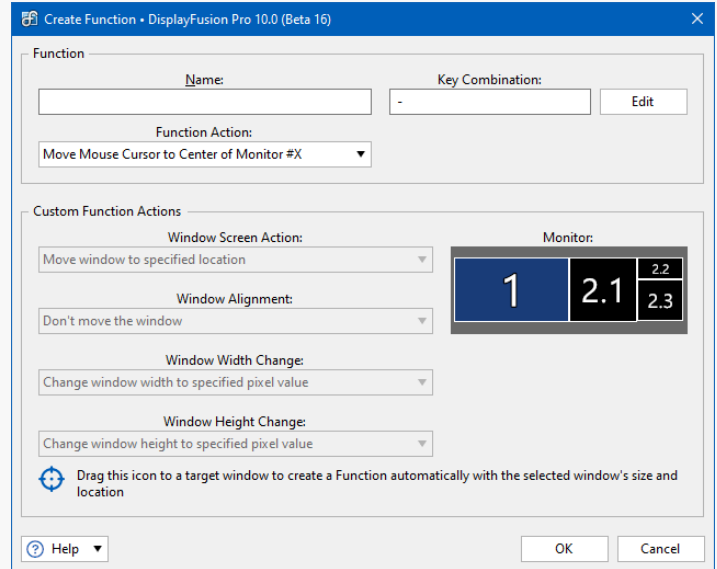 Create Function • DisplayFusion Pro 10.0 (Beta 16)
Function
Name:
Key Combination:
-
Edit
Function Action:
Move Mouse Cursor to Center of Monitor #X
Custom Function Actions
Window Screen Action:
Move window to specified location
Monitor:
1
2.1
2.2
2.3
Window Alignment:
Don't move the window
Window Width Change:
Change window width to specified pixel value
Window Height Change:
Change window height to specified pixel value
Drag this icon to a target window to create a Function automatically with the selected window's size and
location
? Help
OK
Cancel